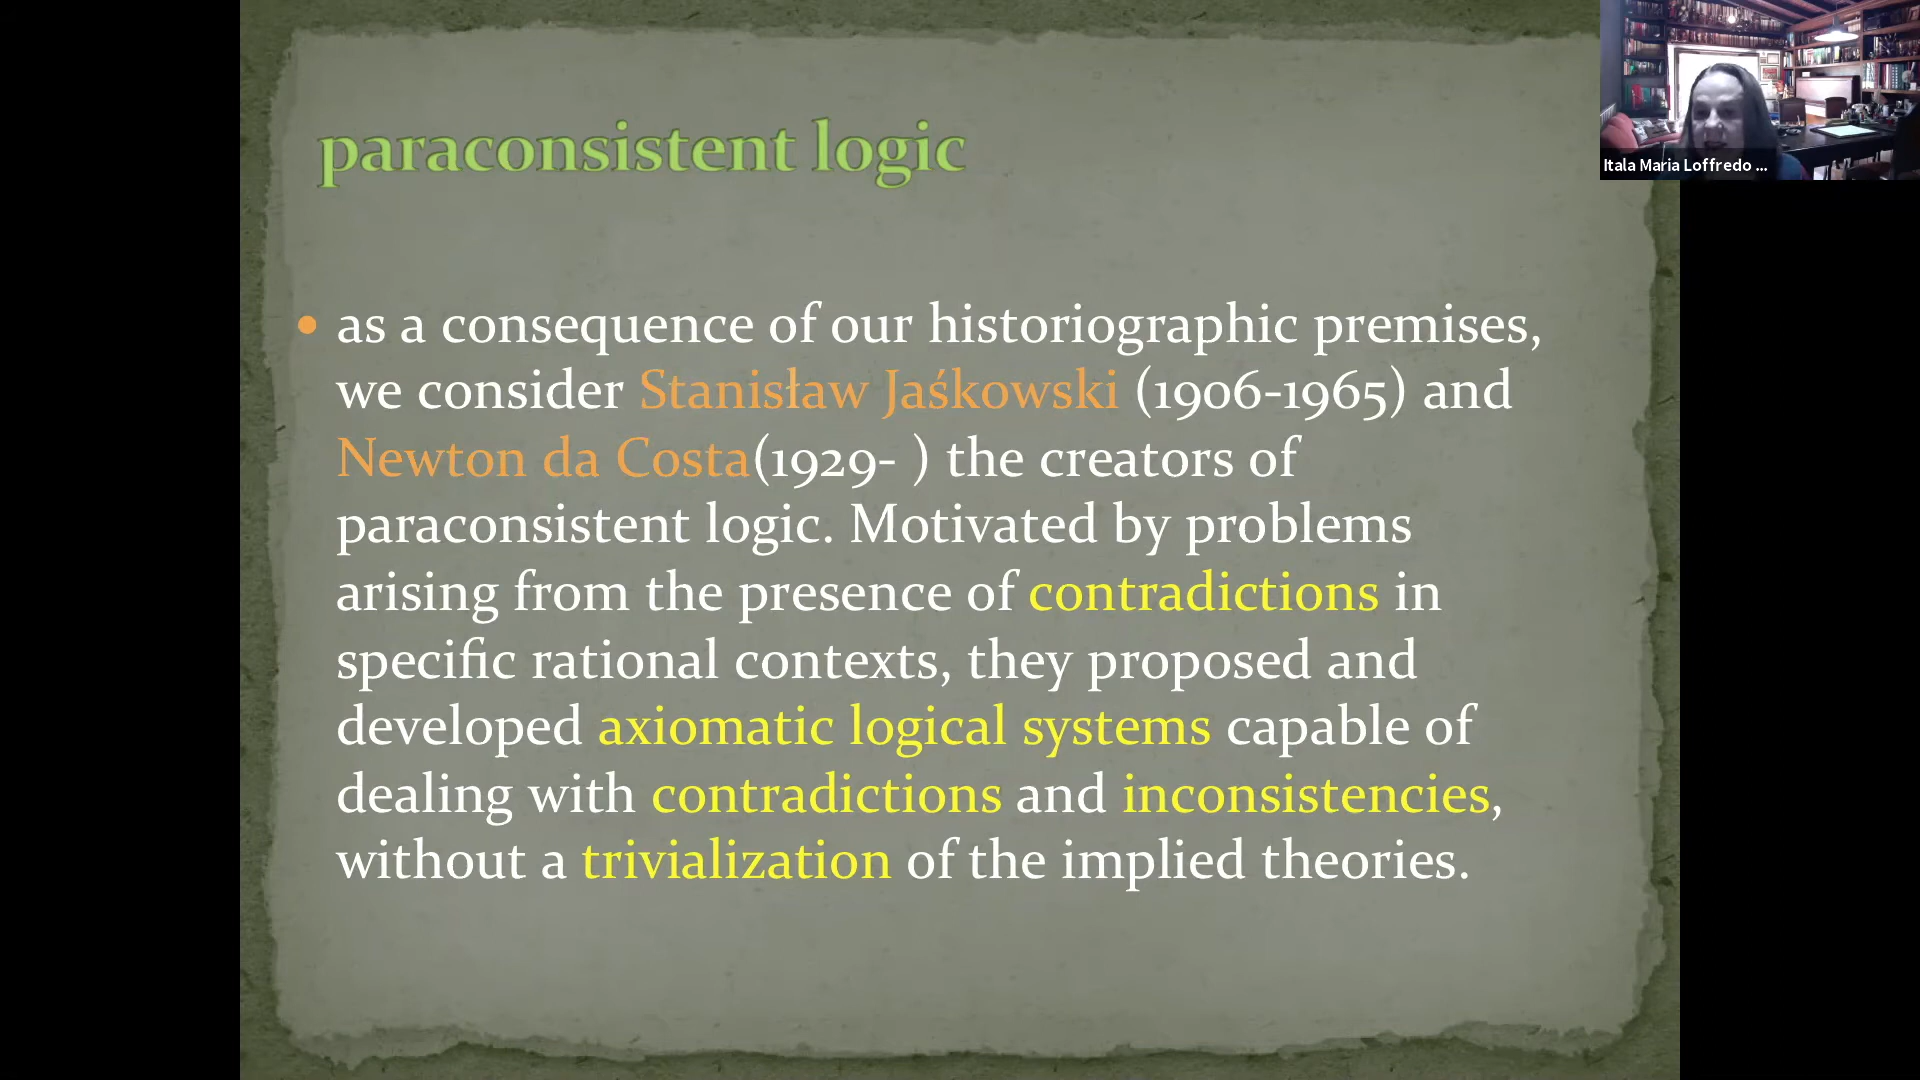 paraconsistent logic
• as a consequence of our historiographic premises,
we consider Stanisław Jaśkowski (1906-1965) and
Newton da Costa(1929- ) the creators of
paraconsistent logic. Motivated by problems
arising from the presence of contradictions in
specific rational contexts, they proposed and
developed axiomatic logical systems capable of
dealing with contradictions and inconsistencies,
without a trivialization of the implied theories.
Itala Maria Loffredo ...